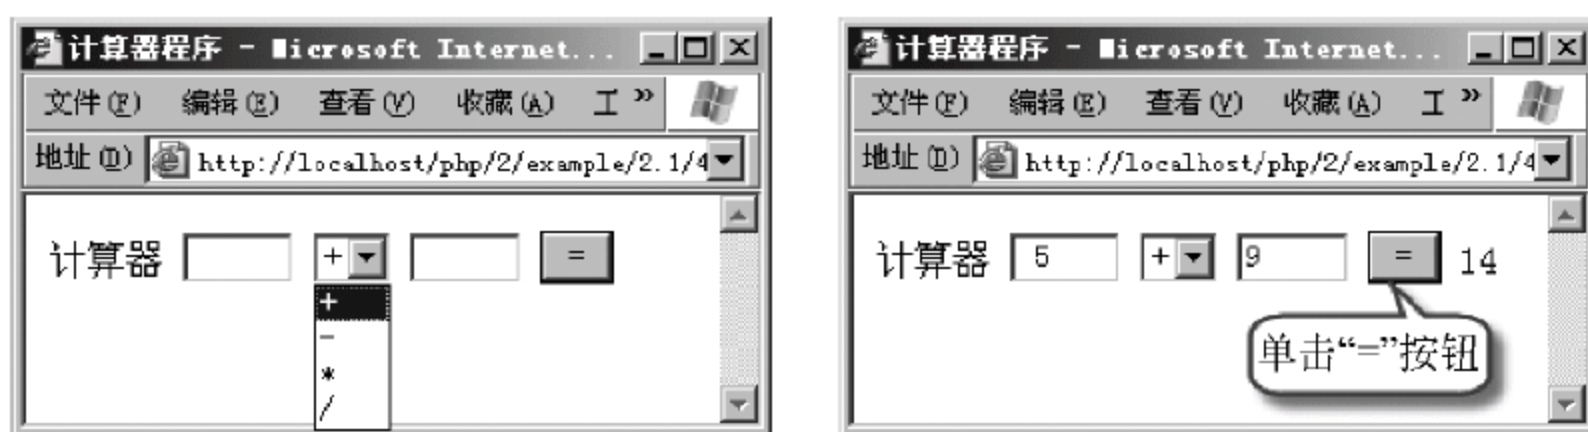 计算器程序 - Microsoft Internet...
文件(F) 编辑(E) 查看(V) 收藏(A) 工 »
地址(D) http://localhost/php/2/example/2.1/4
计算器 + =
+
-
*
/
计算器程序 - Microsoft Internet...
文件(F) 编辑(E) 查看(V) 收藏(A) 工 »
地址(D) http://localhost/php/2/example/2.1/4
计算器 5 + 9 = 14
单击“=”按钮